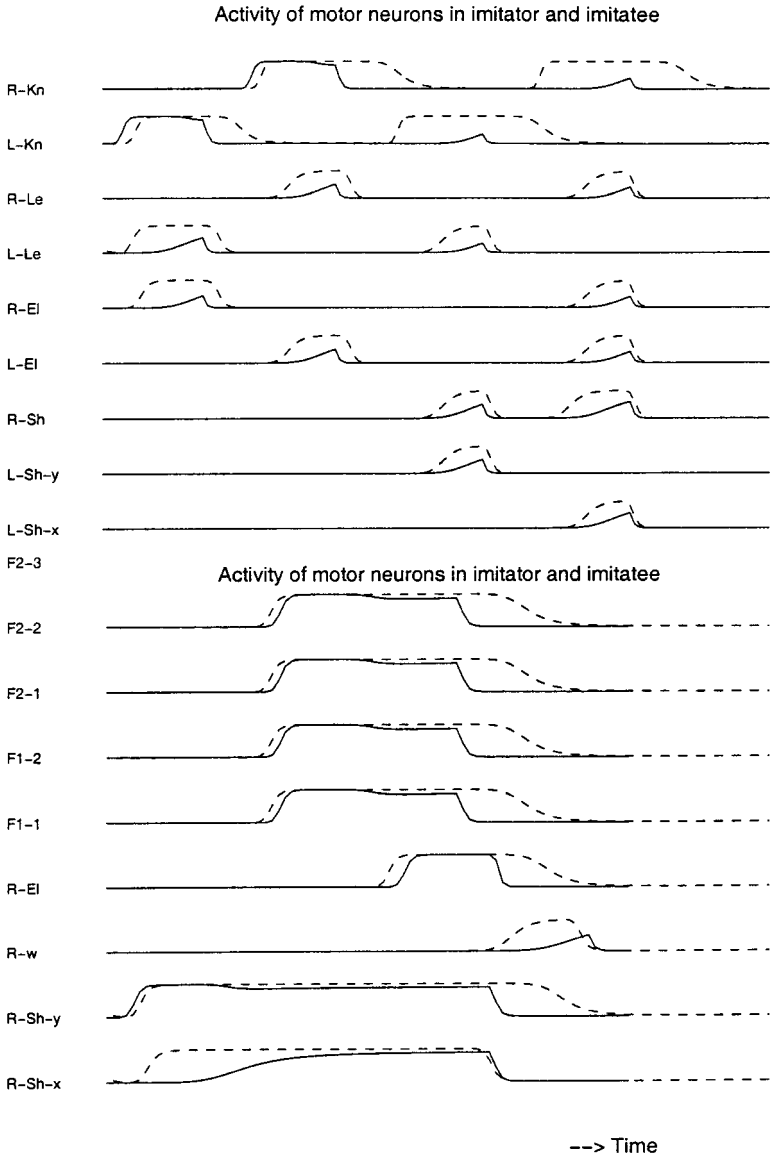 Activity of motor neurons in imitator and imitatee
R-Kn
L-Kn
R-Le
L-Le
R-El
L-El
R-Sh
L-Sh-y
L-Sh-x
F2-3
Activity of motor neurons in imitator and imitatee
F2-2
F2-1
F1-2
F1-1
R-El
R-w
R-Sh-y
R-Sh-x
--> Time